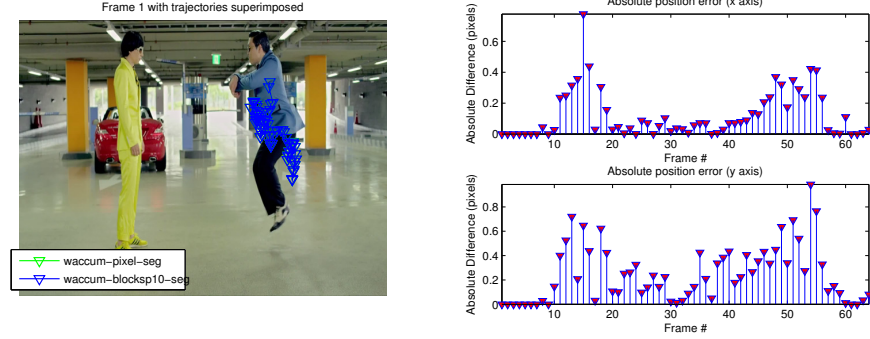 Frame 1 with trajectories superimposed
waccum-pixel-seg
waccum-blocksp10-seg
Absolute position error (x axis)
Absolute Difference (pixels)
0.6
0.4
0.2
0
10 20 30 40 50 60
Frame #
Absolute position error (y axis)
Absolute Difference (pixels)
0.8
0.6
0.4
0.2
0
10 20 30 40 50 60
Frame #